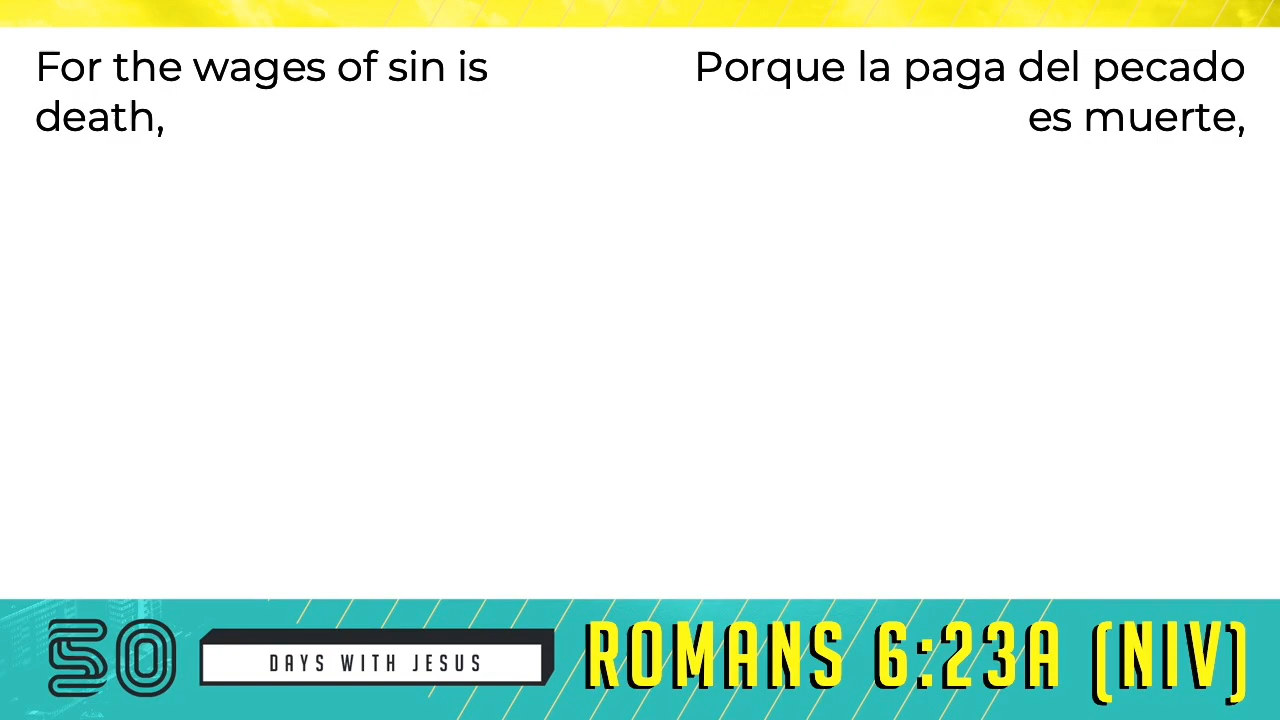 For the wages of sin is
death,
Porque la paga del pecado
es muerte,
50
DAYS WITH JESUS
ROMANS 6:23A (NIV)